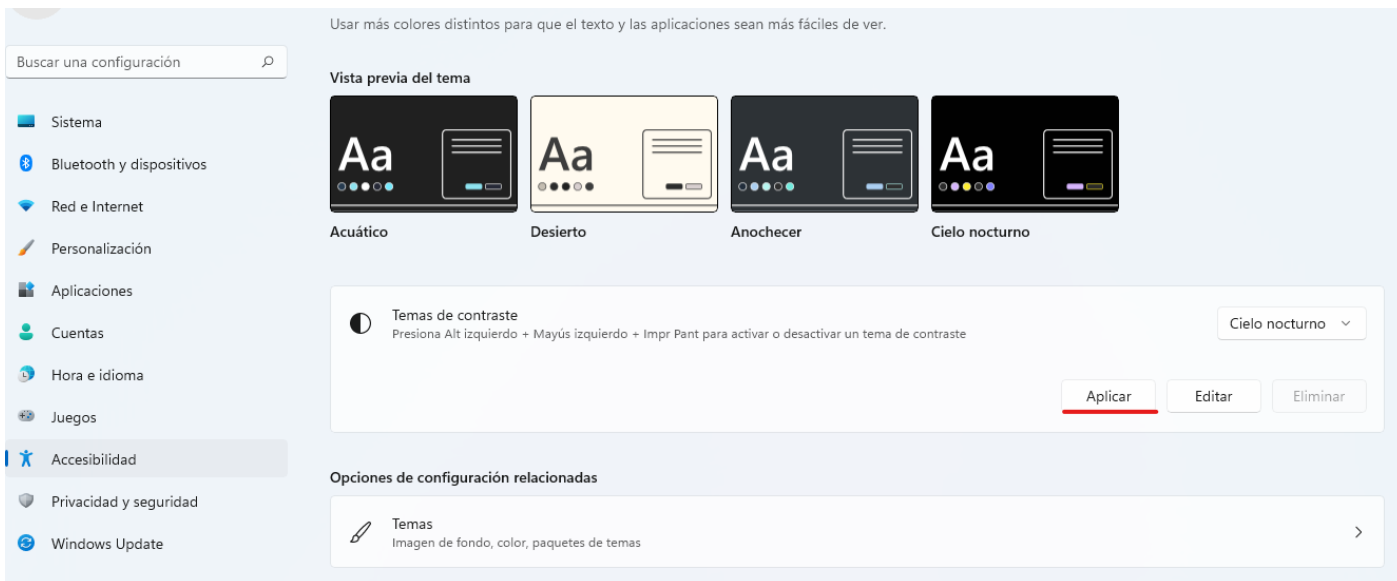 Usar más colores distintos para que el texto y las aplicaciones sean más fáciles de ver.
Buscar una configuración
Vista previa del tema
Sistema
Bluetooth y dispositivos
Red e Internet
Personalización
Aplicaciones
Cuentas
Hora e idioma
Juegos
Accesibilidad
Privacidad y seguridad
Windows Update
Aa
Aa
Aa
Aa
Acuático
Desierto
Anochecer
Cielo nocturno
Temas de contraste
Presiona Alt izquierdo + Mayús izquierdo + Impr Pant para activar o desactivar un tema de contraste
Cielo nocturno
Aplicar
Editar
Eliminar
Opciones de configuración relacionadas
Temas
Imagen de fondo, color, paquetes de temas